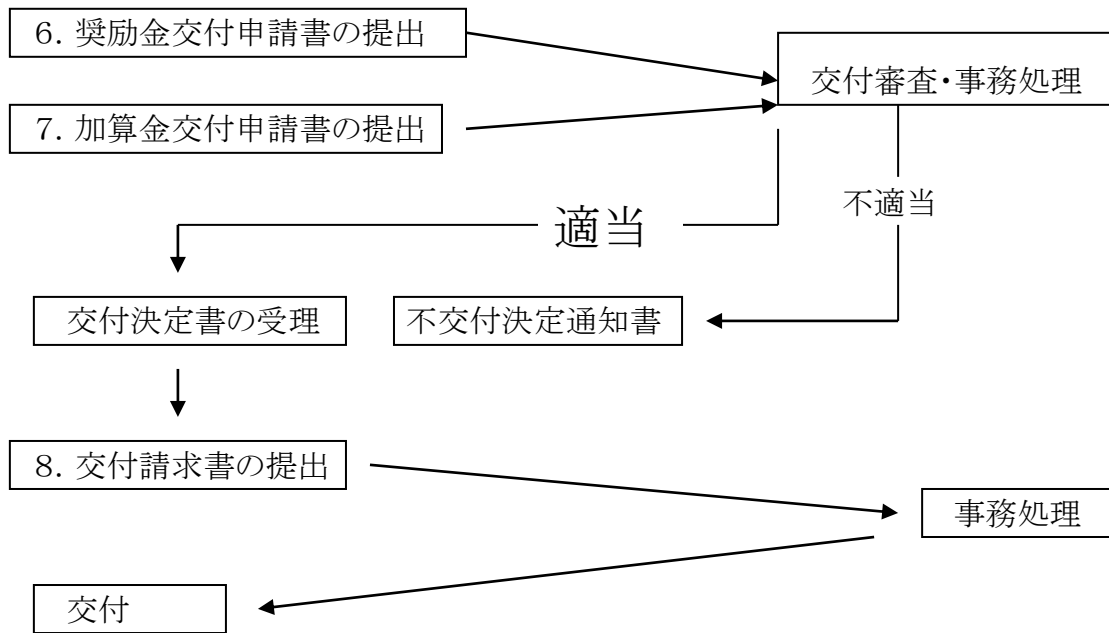 ６．奨励金交付申請書の提出
交付審査・事務処理
７．加算金交付申請書の提出
不適当
適当
交付決定書の受理
不交付決定通知書
８．交付請求書の提出
事務処理
交付